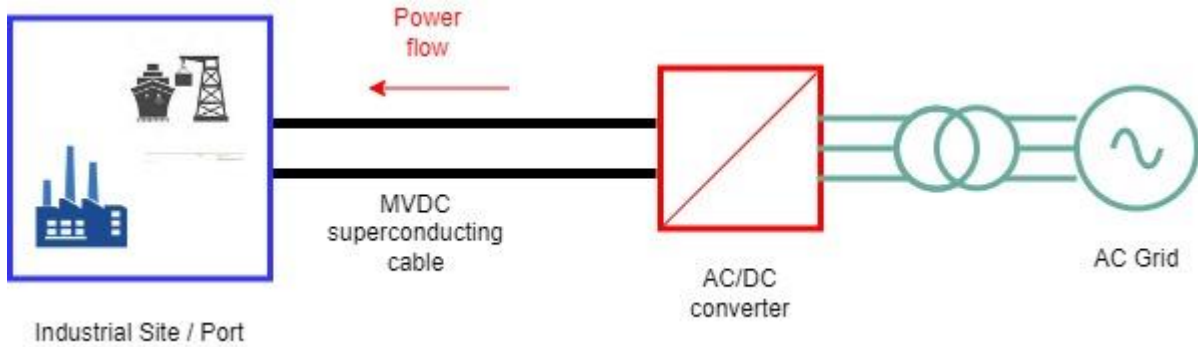 Power
flow
MVDC
superconducting
cable
AC/DC
converter
AC Grid
Industrial Site / Port